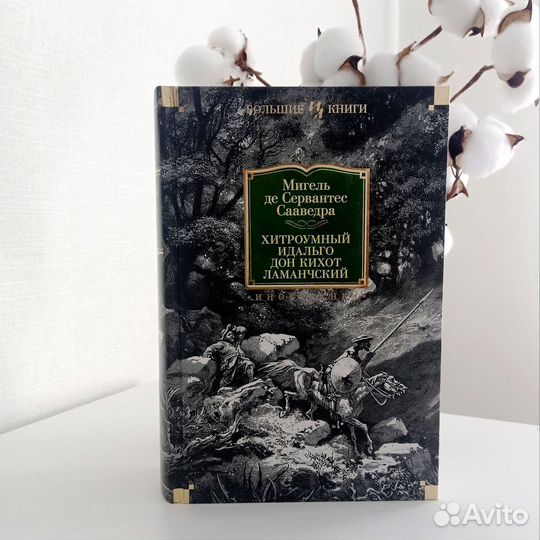 БОЛЬШИЕ КНИГИ
Мигель
де Сервантес
Сааведра
ХИТРОУМНЫЙ
ИДАЛЬГО
ДОН КИХОТ
ЛАМАНЧСКИЙ
Avito